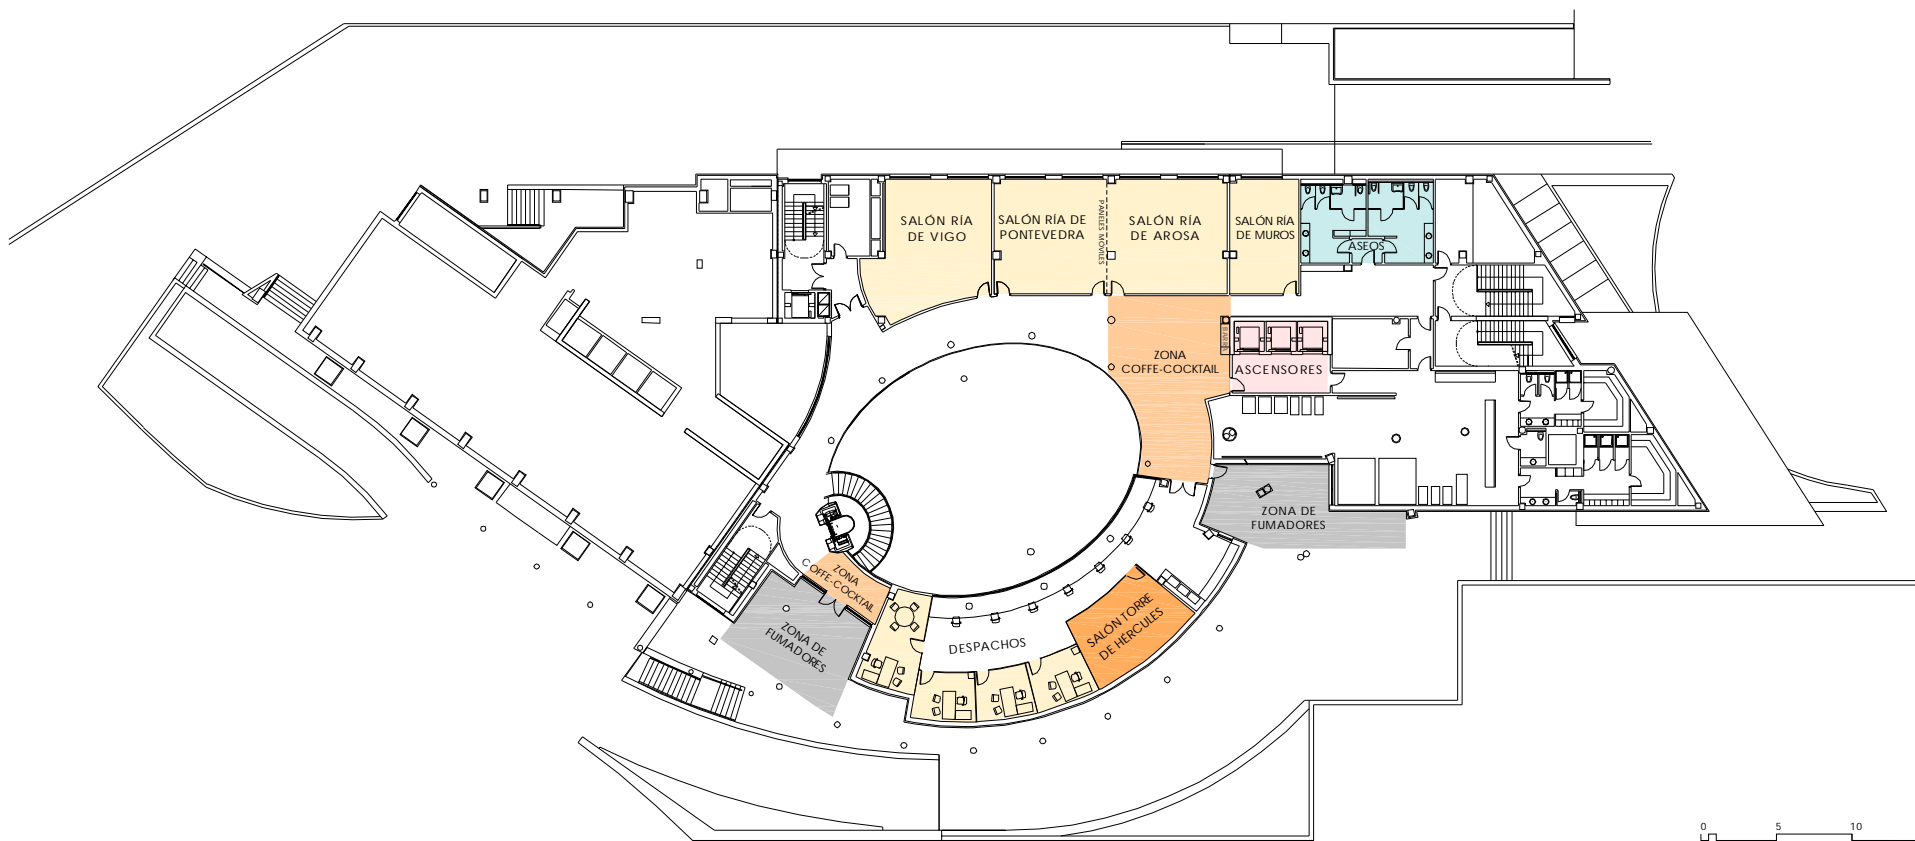 SALÓN RÍA
DE VIGO
SALÓN RÍA DE
PONTEVEDRA
PANELES MÓVILES
SALÓN RÍA
DE AROSA
SALÓN RÍA
DE MUROS
ASEOS
ZONA
COFFE-COCKTAIL
BARRA
ASCENSORES
ZONA DE
FUMADORES
ZONA
COFFE-COCKTAIL
ZONA DE
FUMADORES
DESPACHOS
SALÓN TORRE
DE HÉRCULES
0 5 10